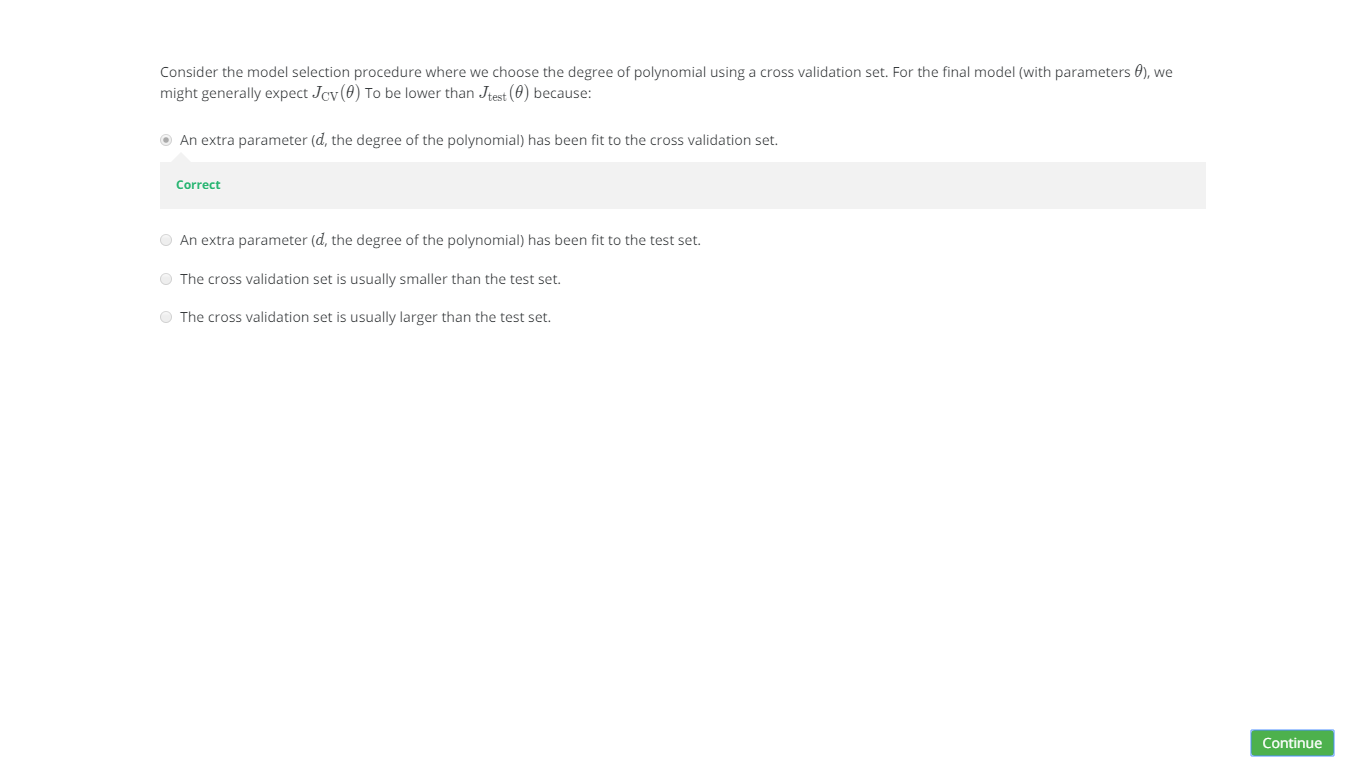 Consider the model selection procedure where we choose the degree of polynomial using a cross validation set. For the final model (with parameters θ), we
might generally expect J_CV(θ) To be lower than J_test(θ) because:
An extra parameter (d, the degree of the polynomial) has been fit to the cross validation set.
Correct
An extra parameter (d, the degree of the polynomial) has been fit to the test set.
The cross validation set is usually smaller than the test set.
The cross validation set is usually larger than the test set.
Continue